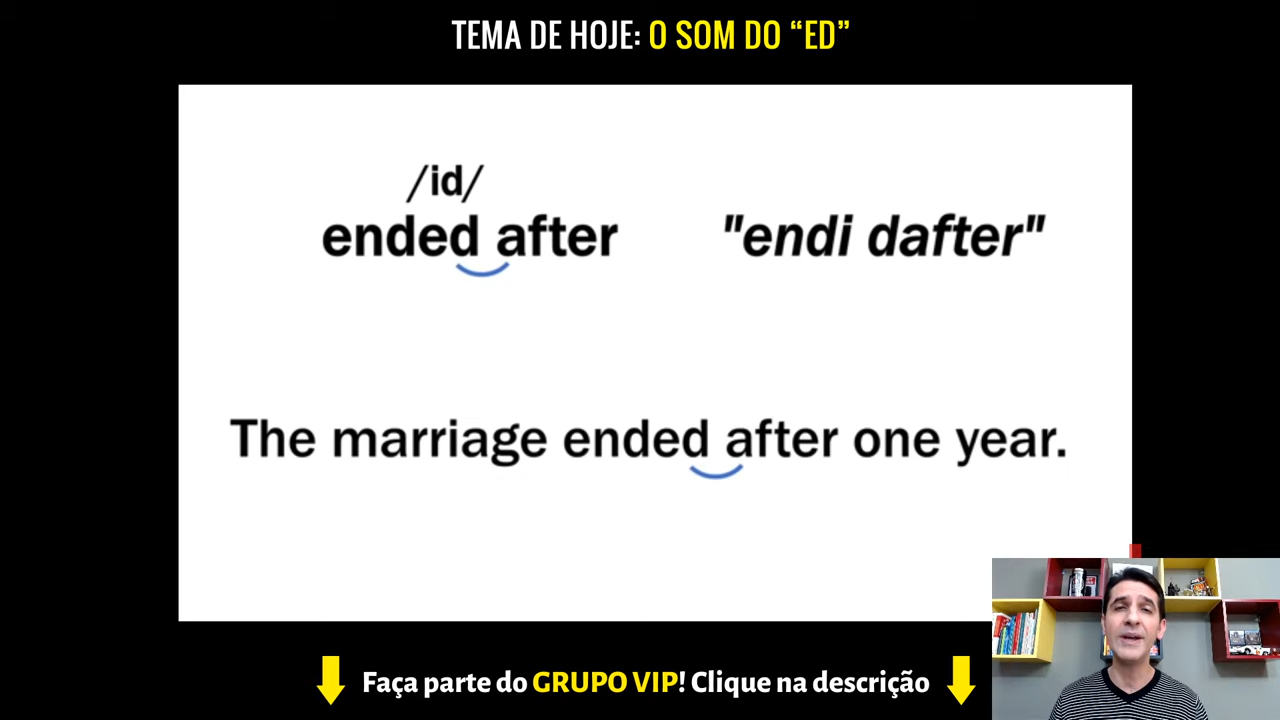 TEMA DE HOJE: O SOM DO “ED”
/id/
ended after "endi dafter"
The marriage ended after one year.
Faça parte do GRUPO VIP! Clique na descrição